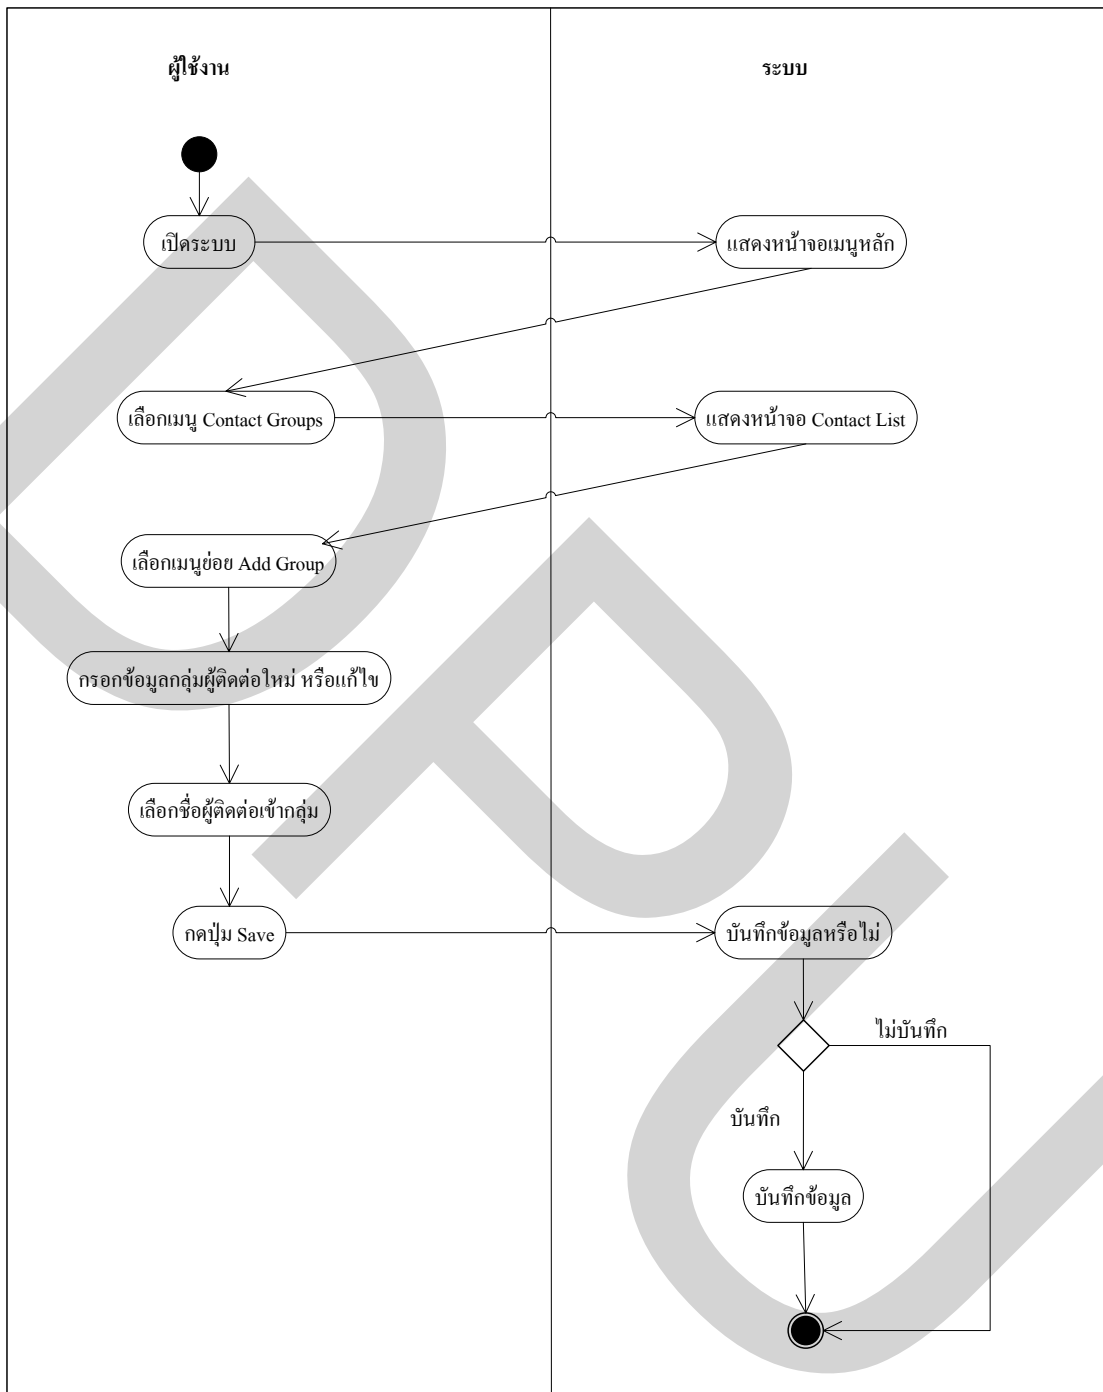 ผู้ใช้งาน
ระบบ
เปิดระบบ
แสดงหน้าจอเมนูหลัก
เลือกเมนู Contact Groups
แสดงหน้าจอ Contact List
เลือกเมนูย่อย Add Group
กรอกข้อมูลกลุ่มผู้ติดต่อใหม่ หรือแก้ไข
เลือกชื่อผู้ติดต่อเข้ากลุ่ม
กดปุ่ม Save
บันทึกข้อมูลหรือไม่
ไม่บันทึก
บันทึก
บันทึกข้อมูล
DPU